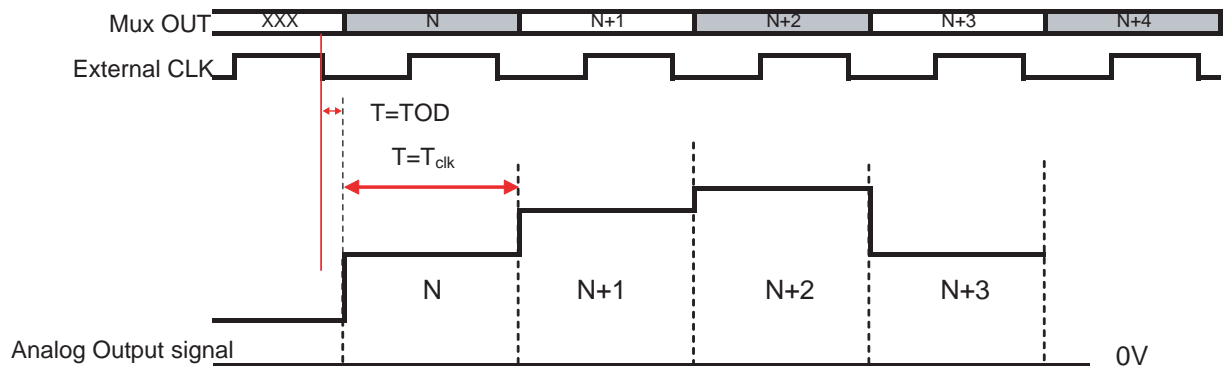 Mux OUT XXX N N+1 N+2 N+3 N+4
External CLK
T=TOD
T=Tclk
N N+1 N+2 N+3
Analog Output signal 0V